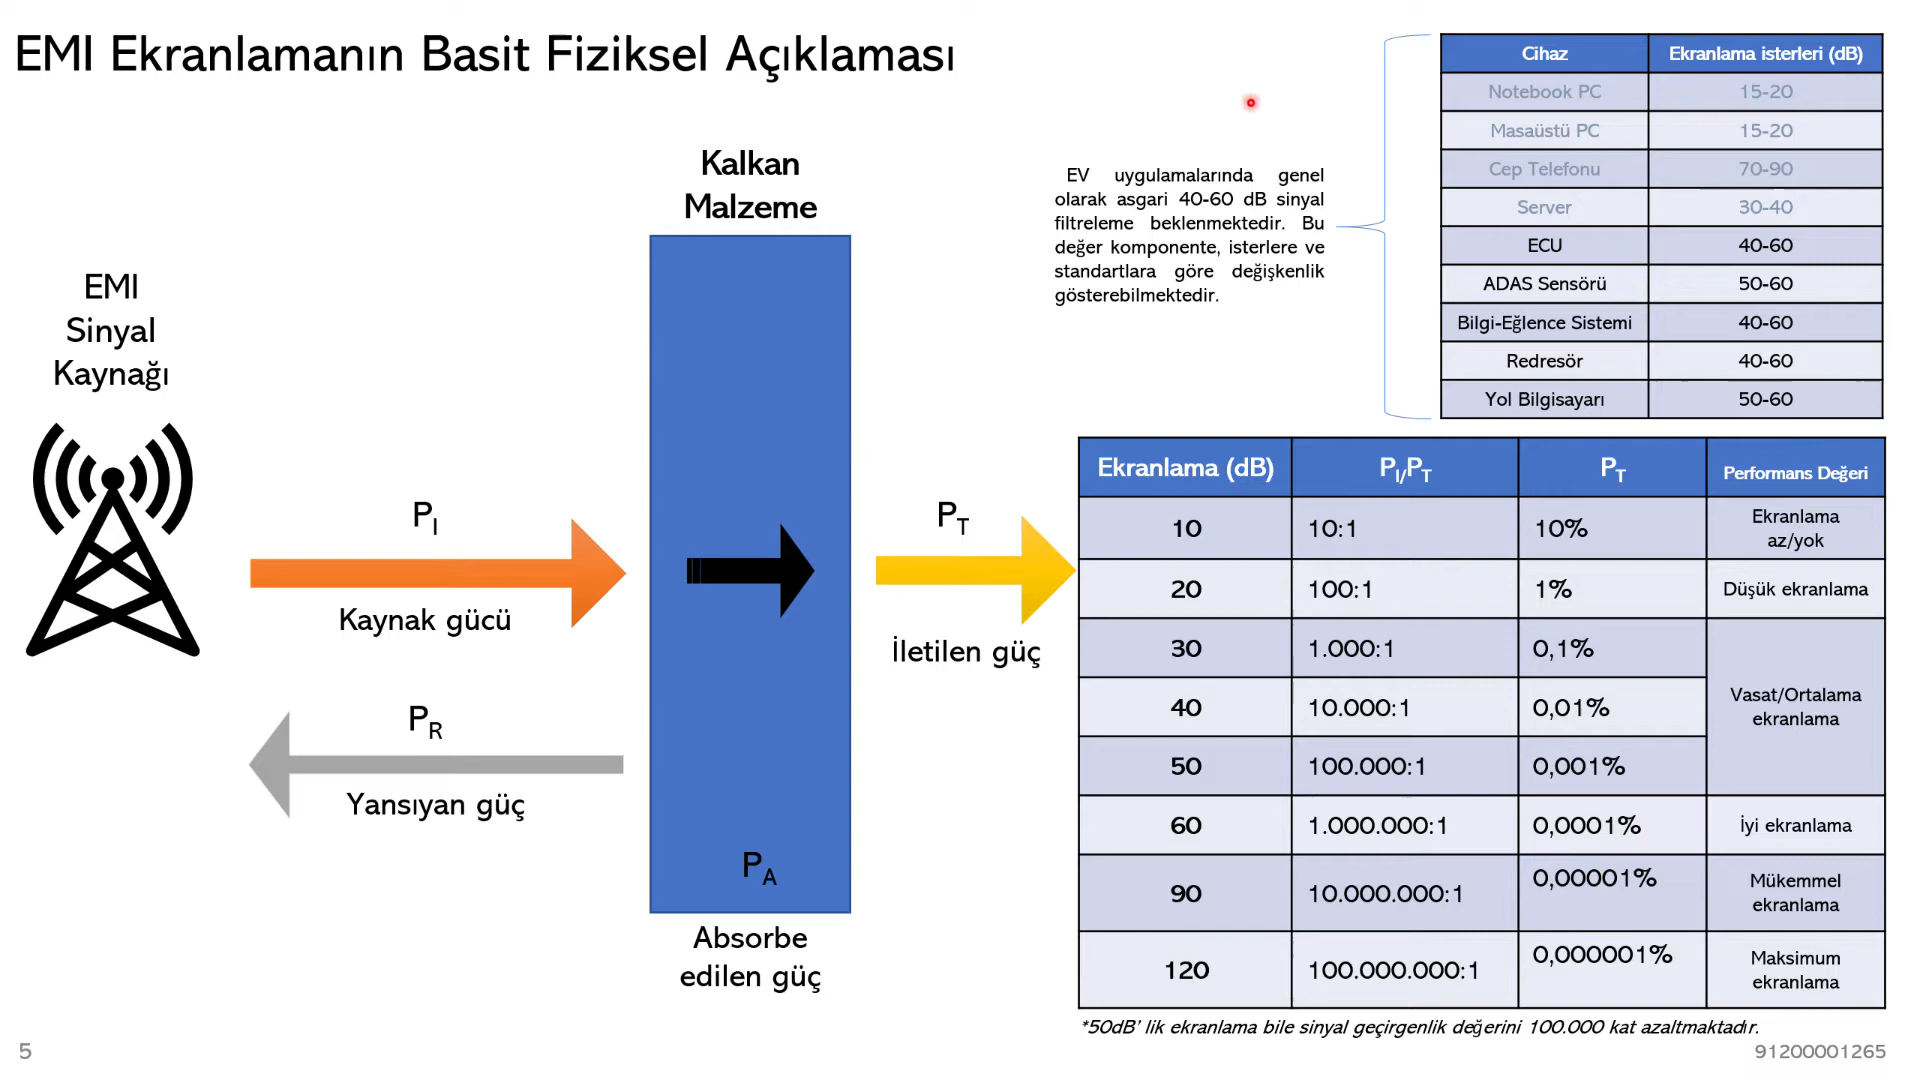 EMI Ekranlamanın Basit Fiziksel Açıklaması
EMI
Sinyal
Kaynağı
Kalkan
Malzeme
P_I
Kaynak gücü
P_R
Yansıyan güç
P_A
Absorbe
edilen güç
P_T
İletilen güç
EV uygulamalarında genel
olarak asgari 40-60 dB sinyal
filtreleme beklenmektedir. Bu
değer komponente, isterlere ve
standartlara göre değişkenlik
gösterebilmektedir.
Cihaz Ekranlama isterleri (dB)
Notebook PC 15-20
Masaüstü PC 15-20
Cep Telefonu 70-90
Server 30-40
ECU 40-60
ADAS Sensörü 50-60
Bilgi-Eğlence Sistemi 40-60
Redresör 40-60
Yol Bilgisayarı 50-60
Ekranlama (dB) P_I/P_T P_T Performans Değeri
10 10:1 10% Ekranlama
az/yok
20 100:1 1% Düşük ekranlama
30 1.000:1 0,1%
40 10.000:1 0,01% Vasat/Ortalama
ekranlama
50 100.000:1 0,001%
60 1.000.000:1 0,0001% İyi ekranlama
90 10.000.000:1 0,00001% Mükemmel
ekranlama
120 100.000.000:1 0,000001% Maksimum
ekranlama
*50dB' lik ekranlama bile sinyal geçirgenlik değerini 100.000 kat azaltmaktadır.
5
91200001265